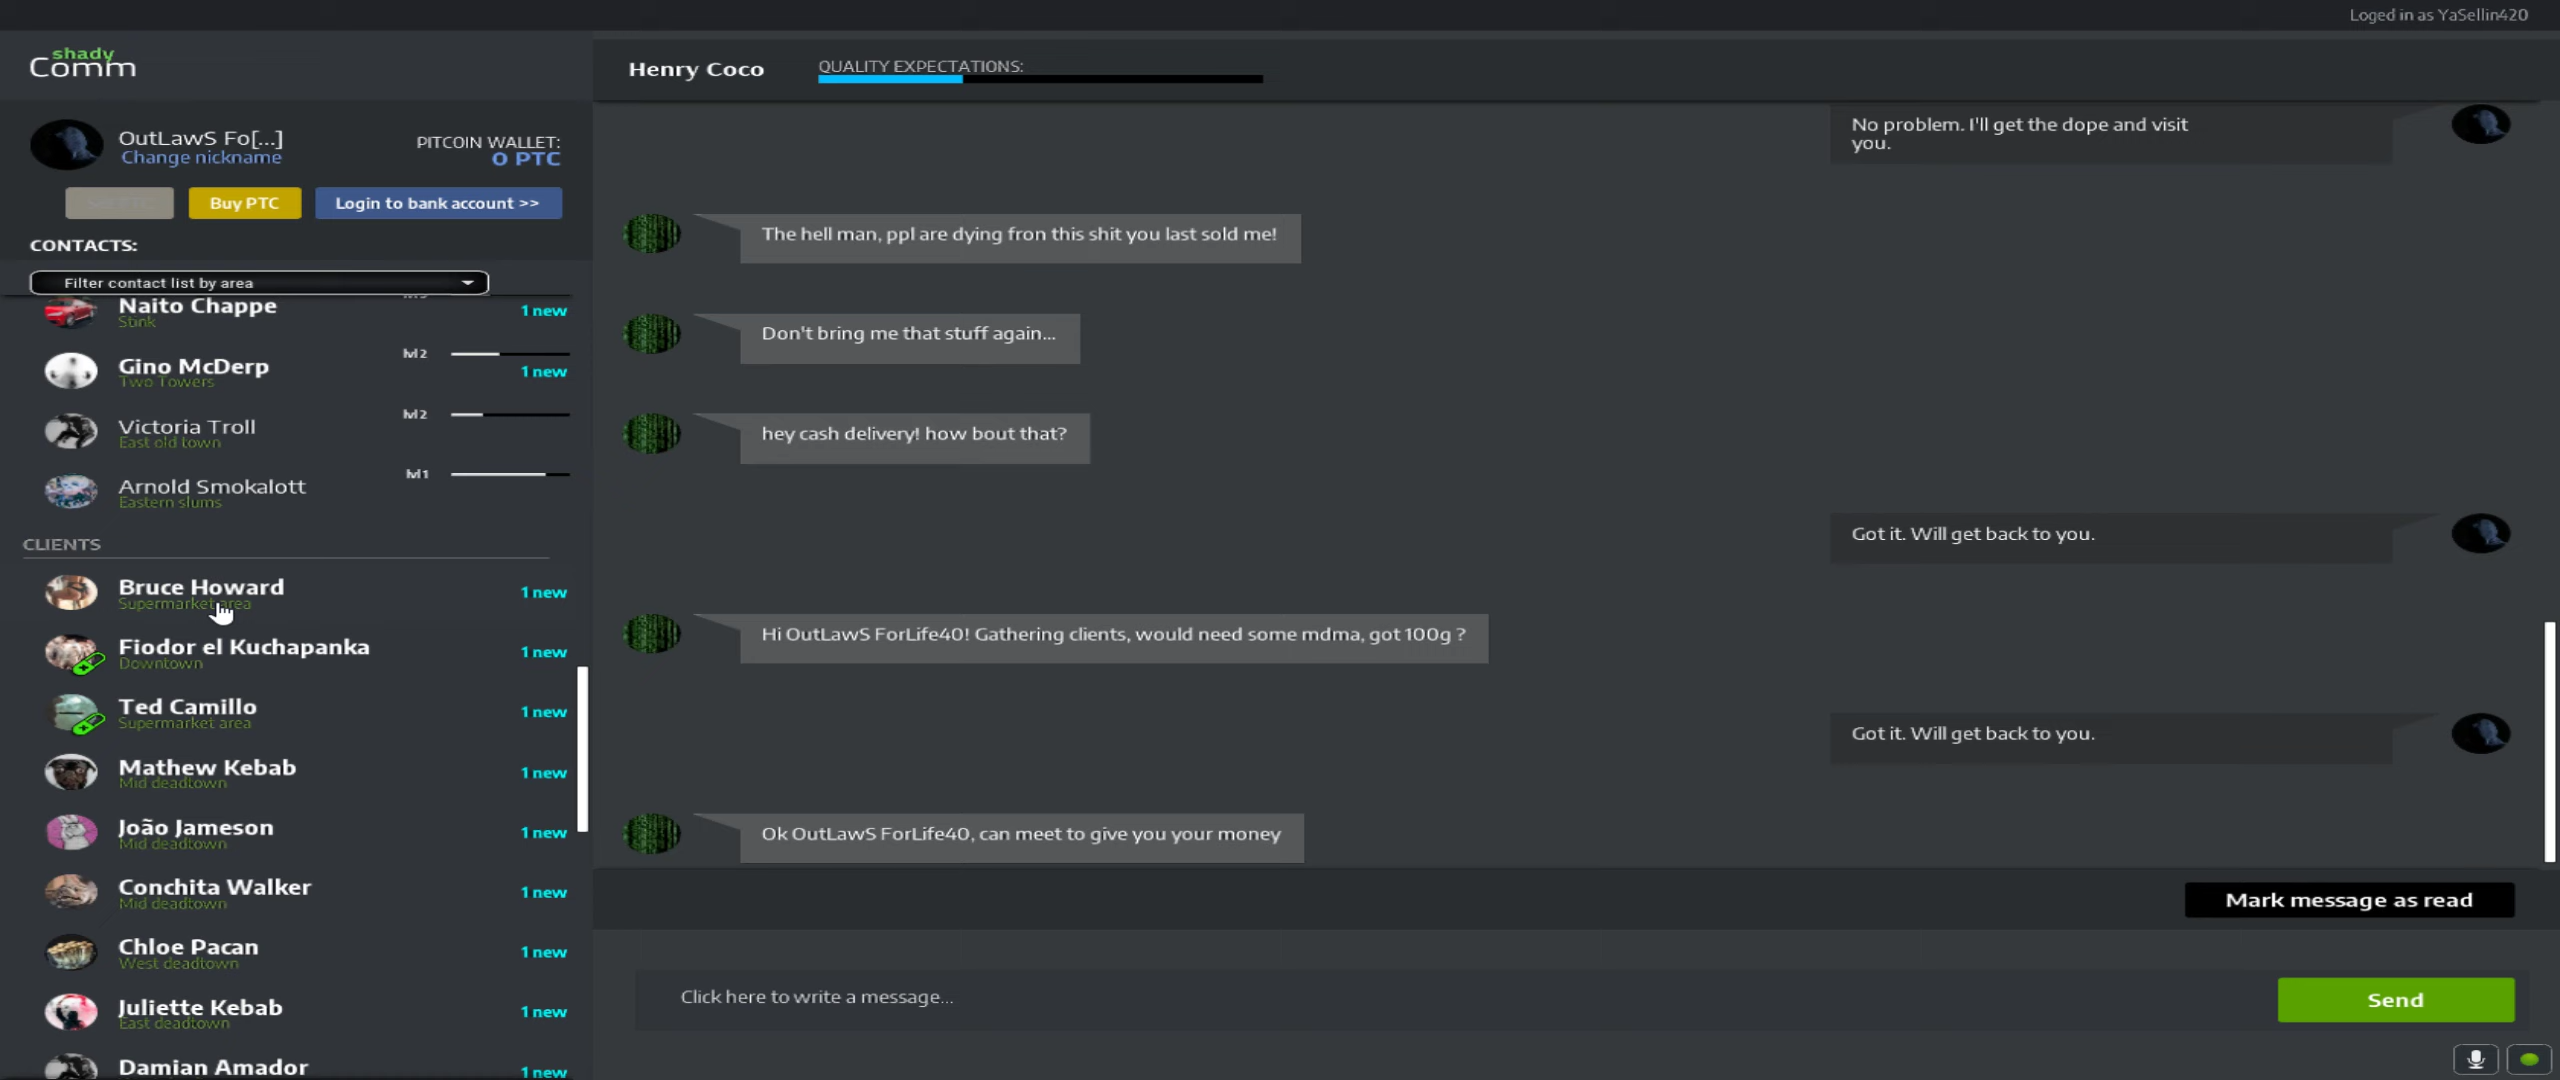 Loged in as YaSellin420
shady
Comm
OutLawS Fo[...]
Change nickname
PITCOIN WALLET:
0 PTC
Buy PTC
Login to bank account >>
CONTACTS:
Filter contact list by area
Naito Chappe
Stink
1 new
lvl2
Gino McDerp
Two Towers
1 new
lvl2
Victoria Troll
East old town
lvl1
Arnold Smokalott
Eastern slums
CLIENTS
Bruce Howard
Supermarket area
1 new
Fiodor el Kuchapanka
Downtown
1 new
Ted Camillo
Supermarket area
1 new
Mathew Kebab
Mid deadtown
1 new
João Jameson
Mid deadtown
1 new
Conchita Walker
Mid deadtown
1 new
Chloe Pacan
West deadtown
1 new
Juliette Kebab
East deadtown
1 new
Damian Amador
1 new
Henry Coco
QUALITY EXPECTATIONS:
No problem. I'll get the dope and visit
you.
The hell man, ppl are dying fron this shit you last sold me!
Don't bring me that stuff again...
hey cash delivery! how bout that?
Got it. Will get back to you.
Hi OutLawS ForLife40! Gathering clients, would need some mdma, got 100g ?
Got it. Will get back to you.
Ok OutLawS ForLife40, can meet to give you your money
Mark message as read
Click here to write a message...
Send